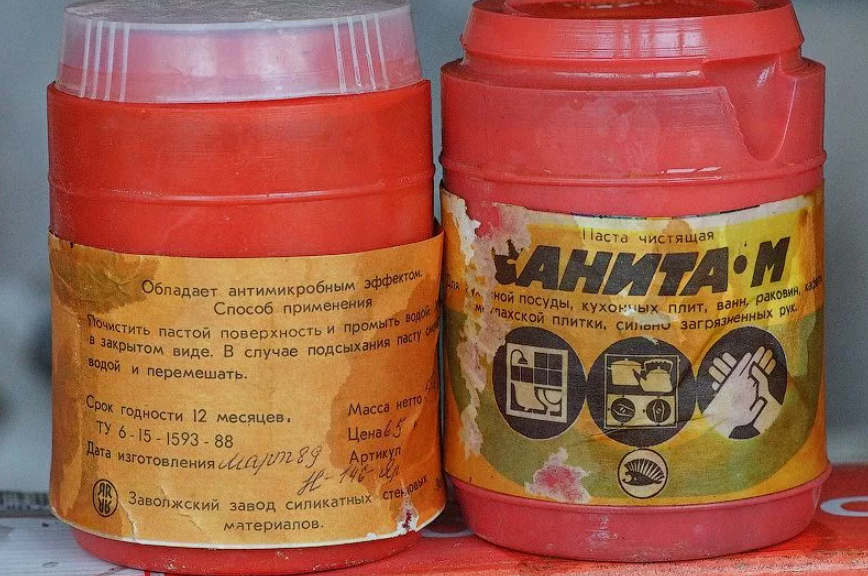 Обладает антимикробным эффектом.
Способ применения
Почистить пастой поверхность и промыть водой.
в закрытом виде. В случае подсыхания пасту
водой и перемешать.
Срок годности 12 месяцев.
Масса нетто
ТУ 6-15-1593-88
Цена 65
Дата изготовления март 89
Артикул
Заволжский завод силикатных стеновых
материалов.
Паста чистящая
САНИТА·М
посуды, кухонных плит, ванн, раковин,
плитки, сильно загрязненных рук.